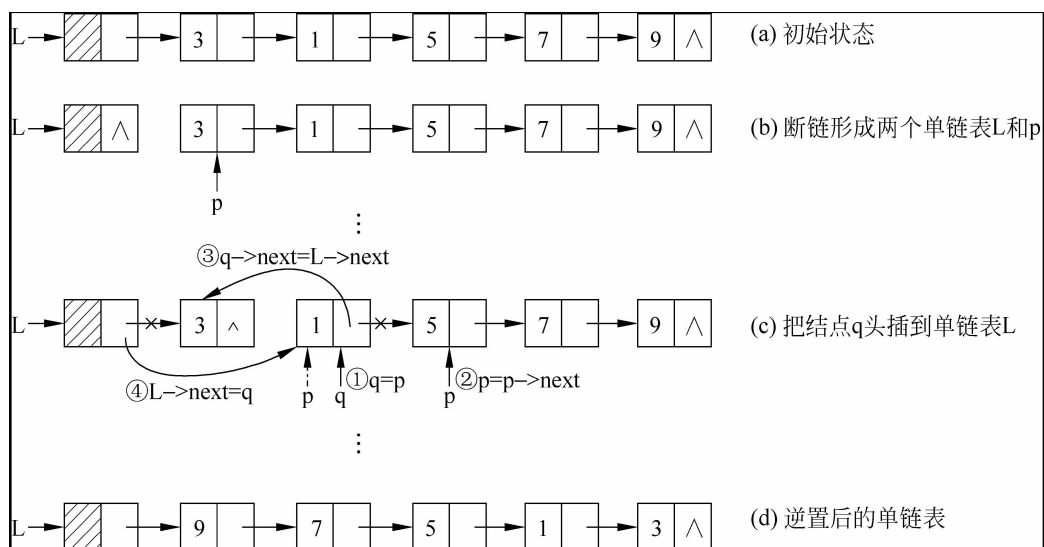 L 3 1 5 7 9 ∧ (a) 初始状态
L ∧ 3 1 5 7 9 ∧ (b) 断链形成两个单链表L和p
p
⋮
③q->next=L->next
L × 3 ∧ 1 × 5 7 9 ∧ (c) 把结点q头插到单链表L
④L->next=q p q ①q=p p ②p=p->next
⋮
L 9 7 5 1 3 ∧ (d) 逆置后的单链表